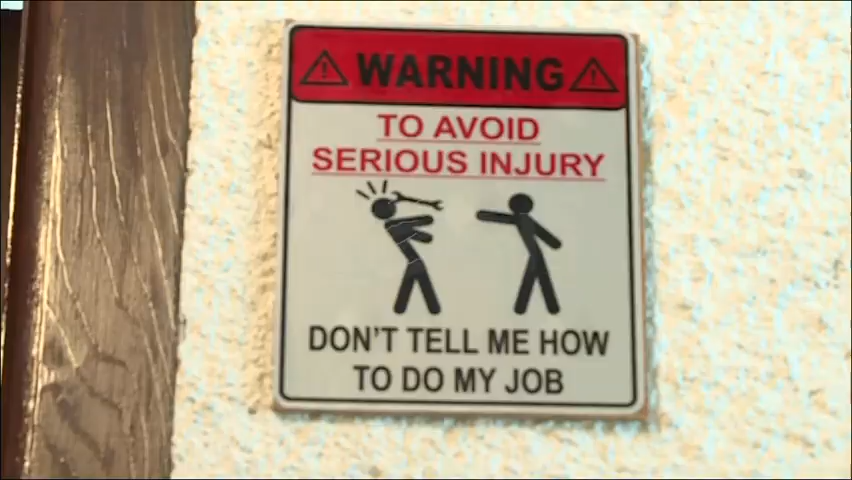 WARNING
TO AVOID
SERIOUS INJURY
DON'T TELL ME HOW
TO DO MY JOB